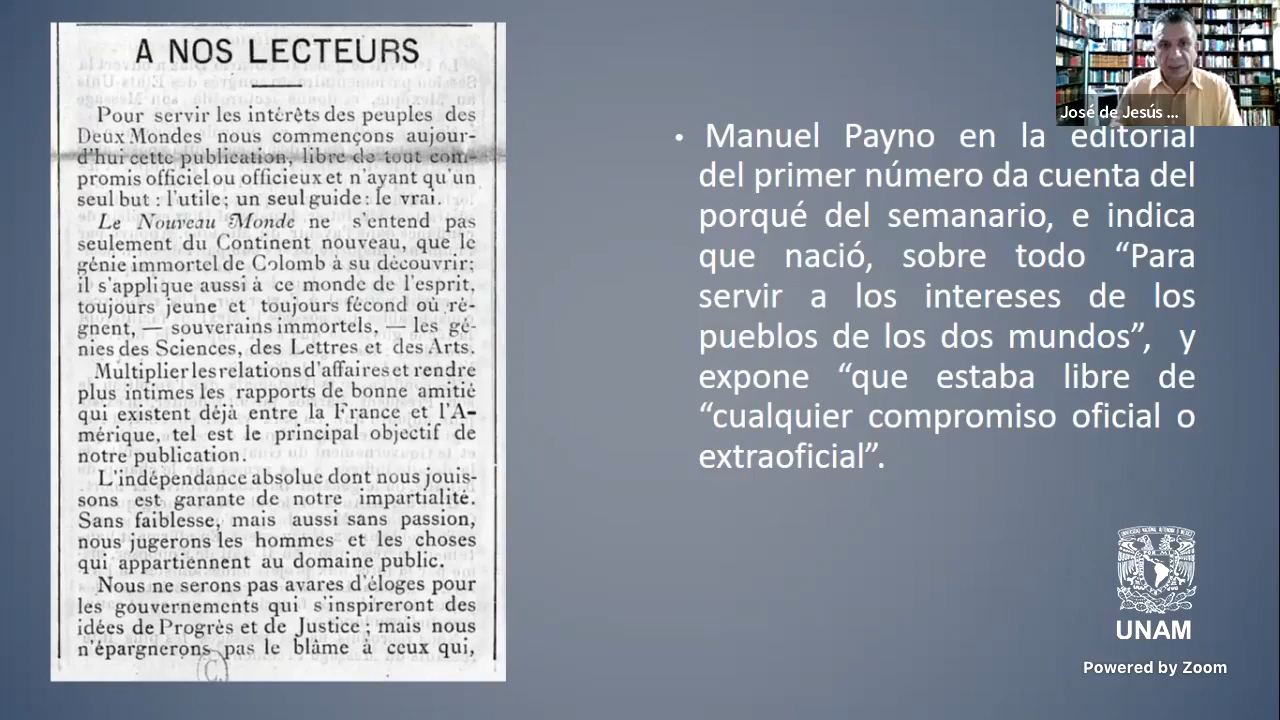 A NOS LECTEURS
Pour servir les intérêts des peuples des
Deux Mondes nous commençons aujour-
d'hui cette publication, libre de tout com-
promis officiel ou officieux et n'ayant qu'un
seul but : l'utile; un seul guide: le vrai.
Le Nouveau Monde ne s'entend pas
seulement du Continent nouveau, que le
génie immortel de Colomb a su découvrir;
il s'applique aussi à ce monde de l'esprit,
toujours jeune et toujours fécond où rè-
gnent, — souverains immortels, — les gé-
nies des Sciences, des Lettres et des Arts.
Multiplier les relations d'affaires et rendre
plus intimes les rapports de bonne amitié
qui existent déjà entre la France et l'A-
mérique, tel est le principal objectif de
notre publication.
L'indépendance absolue dont nous jouis-
sons est garante de notre impartialité.
Sans faiblesse, mais aussi sans passion,
nous jugerons les hommes et les choses
qui appartiennent au domaine public.
Nous ne serons pas avares d'éloges pour
les gouvernements qui s'inspireront des
idées de Progrès et de Justice; mais nous
n'épargnerons pas le blâme à ceux qui,
José de Jesús ...
• Manuel Payno en la editorial
del primer número da cuenta del
porqué del semanario, e indica
que nació, sobre todo “Para
servir a los intereses de los
pueblos de los dos mundos”, y
expone “que estaba libre de
“cualquier compromiso oficial o
extraoficial”.
UNAM
Powered by Zoom